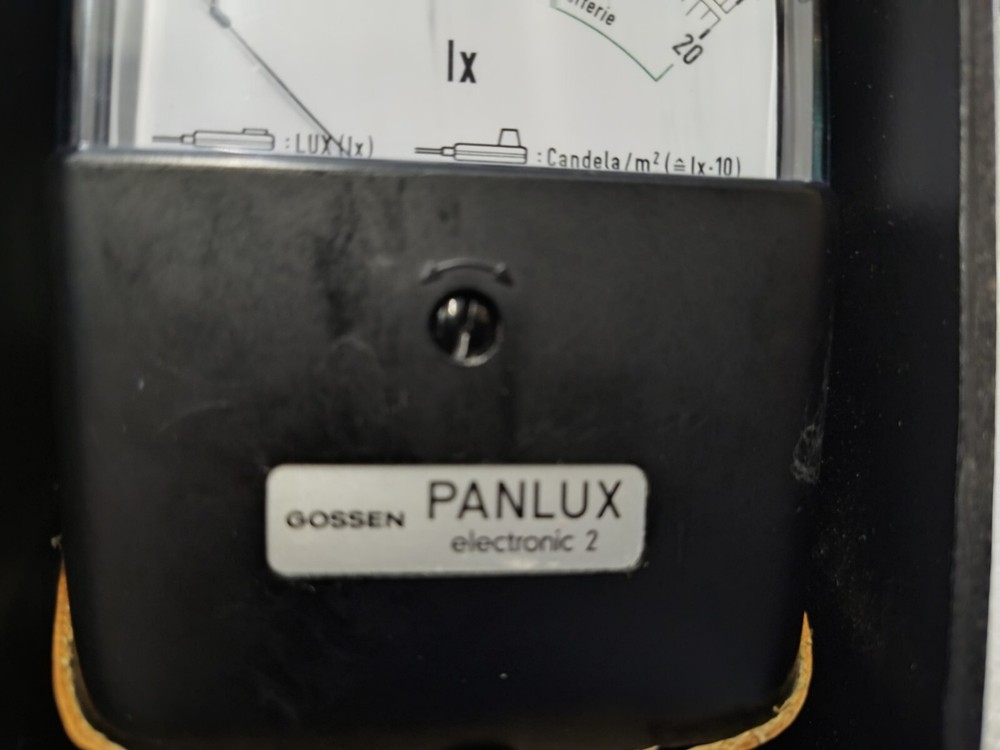 20
lx
:LUX (lx)
:Candela/m² (≙lx·10)
GOSSEN PANLUX
electronic 2